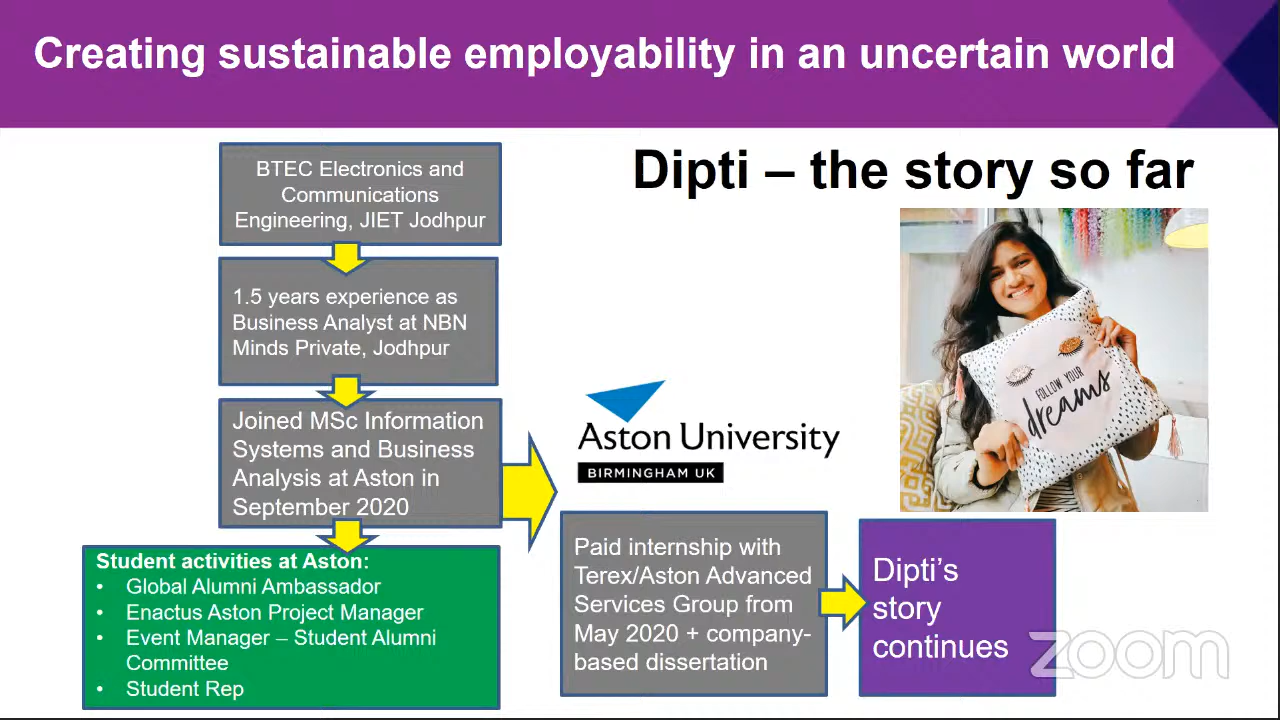 Creating sustainable employability in an uncertain world
Dipti – the story so far
BTEC Electronics and
Communications
Engineering, JIET Jodhpur
1.5 years experience as
Business Analyst at NBN
Minds Private, Jodhpur
Joined MSc Information
Systems and Business
Analysis at Aston in
September 2020
Student activities at Aston:
• Global Alumni Ambassador
• Enactus Aston Project Manager
• Event Manager – Student Alumni
Committee
• Student Rep
Aston University
BIRMINGHAM UK
Paid internship with
Terex/Aston Advanced
Services Group from
May 2020 + company-
based dissertation
Dipti’s
story
continues
FOLLOW YOUR
dreams
zoom